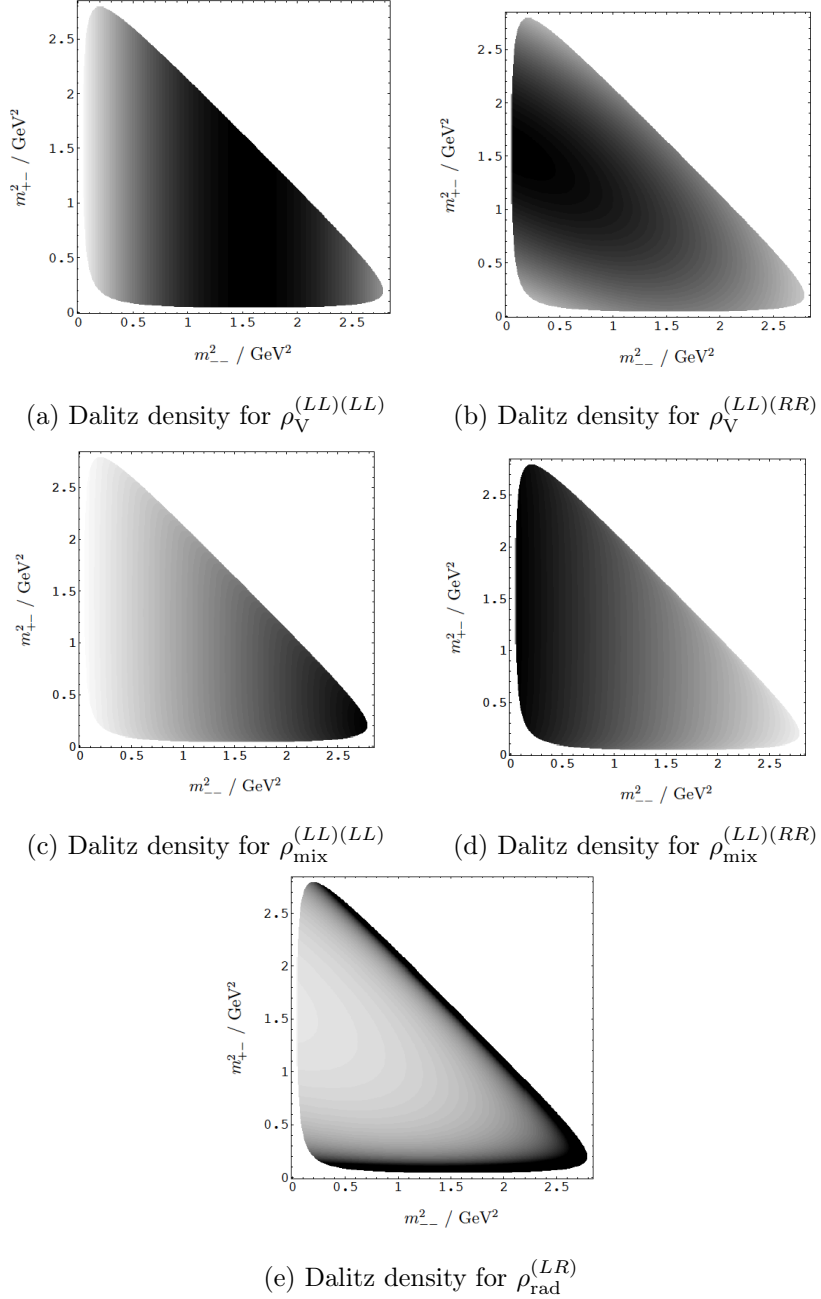 2.5
2
1.5
1
0.5
0
0 0.5 1 1.5 2 2.5
m²₊₋ / GeV²
m²₋₋ / GeV²
(a) Dalitz density for ρ_V^{(LL)(LL)}
2.5
2
1.5
1
0.5
0
0 0.5 1 1.5 2 2.5
m²₊₋ / GeV²
m²₋₋ / GeV²
(b) Dalitz density for ρ_V^{(LL)(RR)}
2.5
2
1.5
1
0.5
0
0 0.5 1 1.5 2 2.5
m²₊₋ / GeV²
m²₋₋ / GeV²
(c) Dalitz density for ρ_mix^{(LL)(LL)}
2.5
2
1.5
1
0.5
0
0 0.5 1 1.5 2 2.5
m²₊₋ / GeV²
m²₋₋ / GeV²
(d) Dalitz density for ρ_mix^{(LL)(RR)}
2.5
2
1.5
1
0.5
0
0 0.5 1 1.5 2 2.5
m²₊₋ / GeV²
m²₋₋ / GeV²
(e) Dalitz density for ρ_rad^{(LR)}